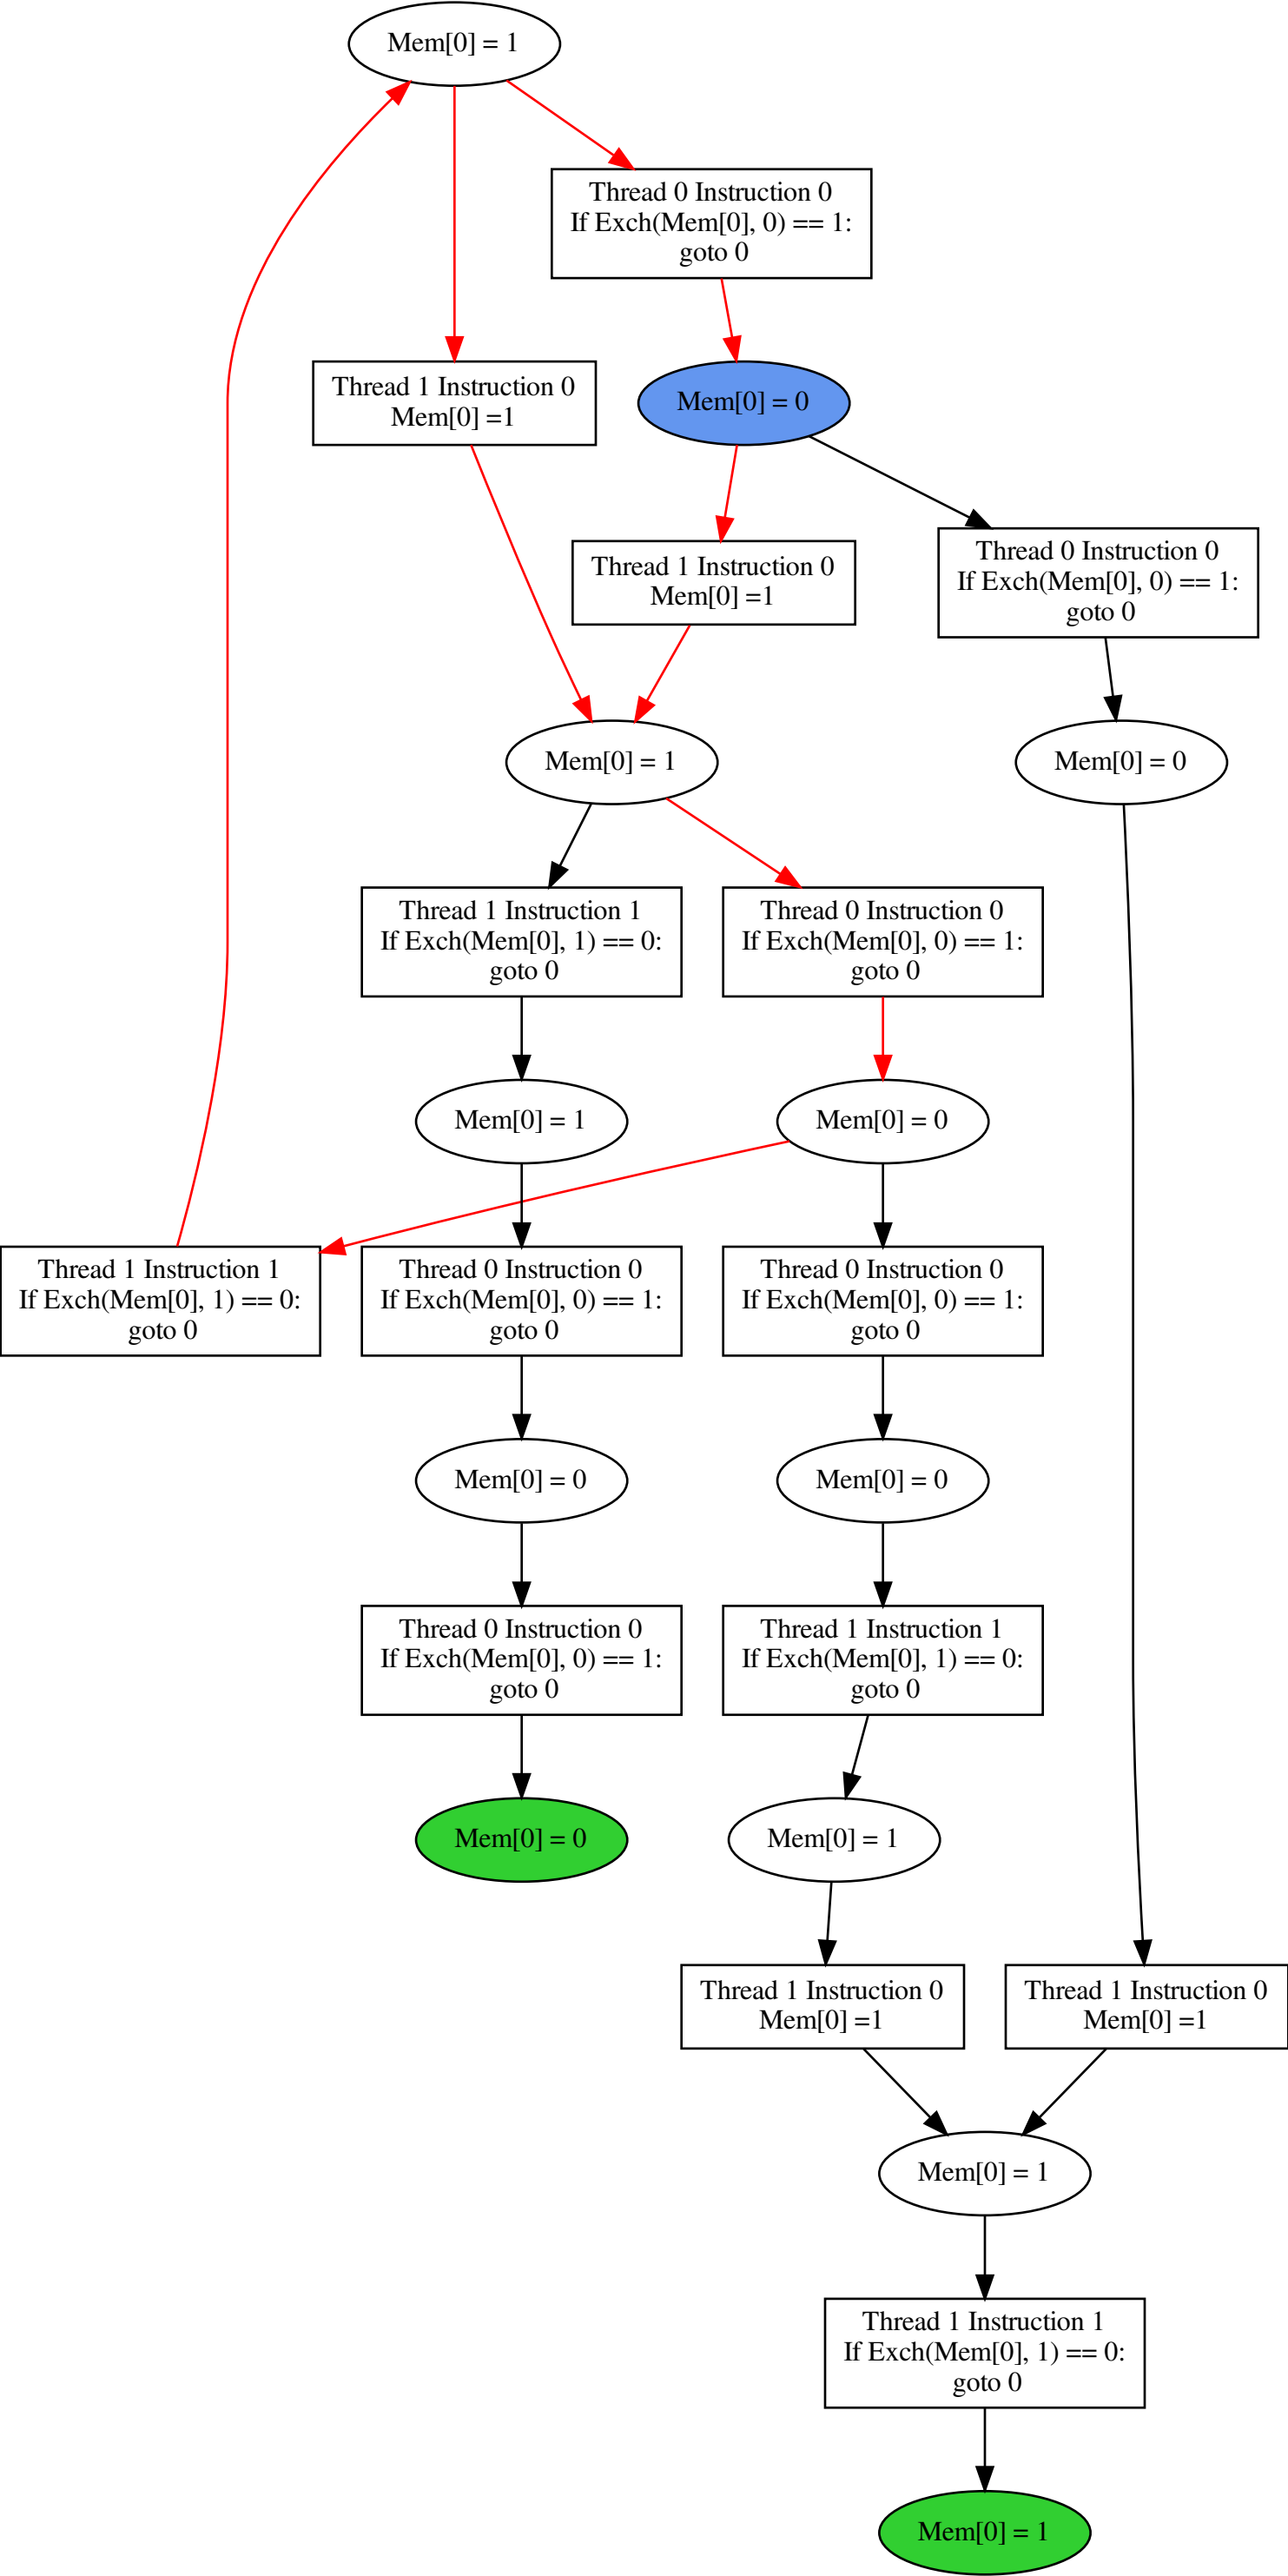 Mem[0] = 1
Thread 0 Instruction 0
If Exch(Mem[0], 0) == 1:
goto 0
Thread 1 Instruction 0
Mem[0] =1
Mem[0] = 0
Thread 1 Instruction 0
Mem[0] =1
Thread 0 Instruction 0
If Exch(Mem[0], 0) == 1:
goto 0
Mem[0] = 1
Mem[0] = 0
Thread 1 Instruction 1
If Exch(Mem[0], 1) == 0:
goto 0
Thread 0 Instruction 0
If Exch(Mem[0], 0) == 1:
goto 0
Mem[0] = 1
Mem[0] = 0
Thread 1 Instruction 1
If Exch(Mem[0], 1) == 0:
goto 0
Thread 0 Instruction 0
If Exch(Mem[0], 0) == 1:
goto 0
Thread 0 Instruction 0
If Exch(Mem[0], 0) == 1:
goto 0
Mem[0] = 0
Mem[0] = 0
Thread 0 Instruction 0
If Exch(Mem[0], 0) == 1:
goto 0
Thread 1 Instruction 1
If Exch(Mem[0], 1) == 0:
goto 0
Mem[0] = 0
Mem[0] = 1
Thread 1 Instruction 0
Mem[0] =1
Thread 1 Instruction 0
Mem[0] =1
Mem[0] = 1
Thread 1 Instruction 1
If Exch(Mem[0], 1) == 0:
goto 0
Mem[0] = 1